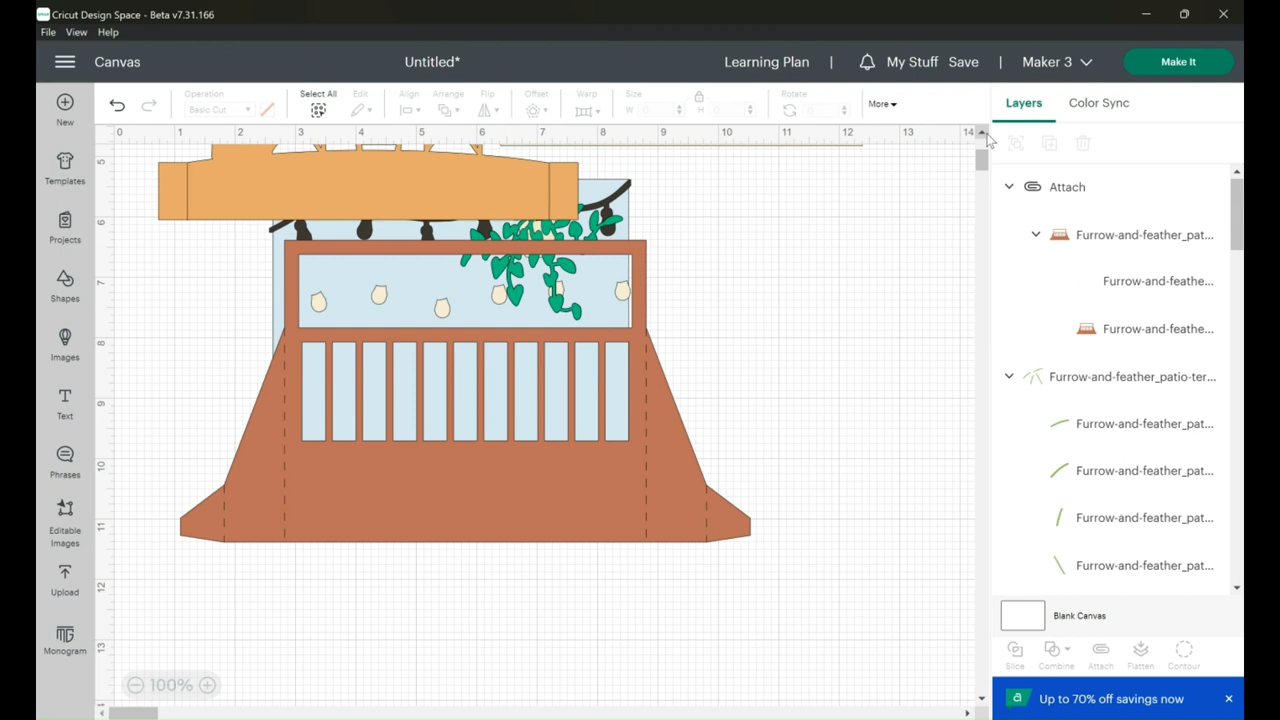 Cricut Design Space - Beta v7.31.166
File View Help
Canvas
Untitled*
Learning Plan | My Stuff Save | Maker 3 Make It
Operation
Basic Cut
Select All
Edit
Align
Arrange
Flip
Offset
Warp
Size
W 0
H 0
Rotate
0
More
Layers Color Sync
0 1 2 3 4 5 6 7 8 9 10 11 12 13 14
5
6
7
8
9
10
11
12
13
New
Templates
Projects
Shapes
Images
Text
Phrases
Editable
Images
Upload
Monogram
100%
Attach
Furrow-and-feather_pat...
Furrow-and-feathe...
Furrow-and-feathe...
Furrow-and-feather_patio-ter...
Furrow-and-feather_pat...
Furrow-and-feather_pat...
Furrow-and-feather_pat...
Furrow-and-feather_pat...
Blank Canvas
Slice Combine Attach Flatten Contour
a Up to 70% off savings now